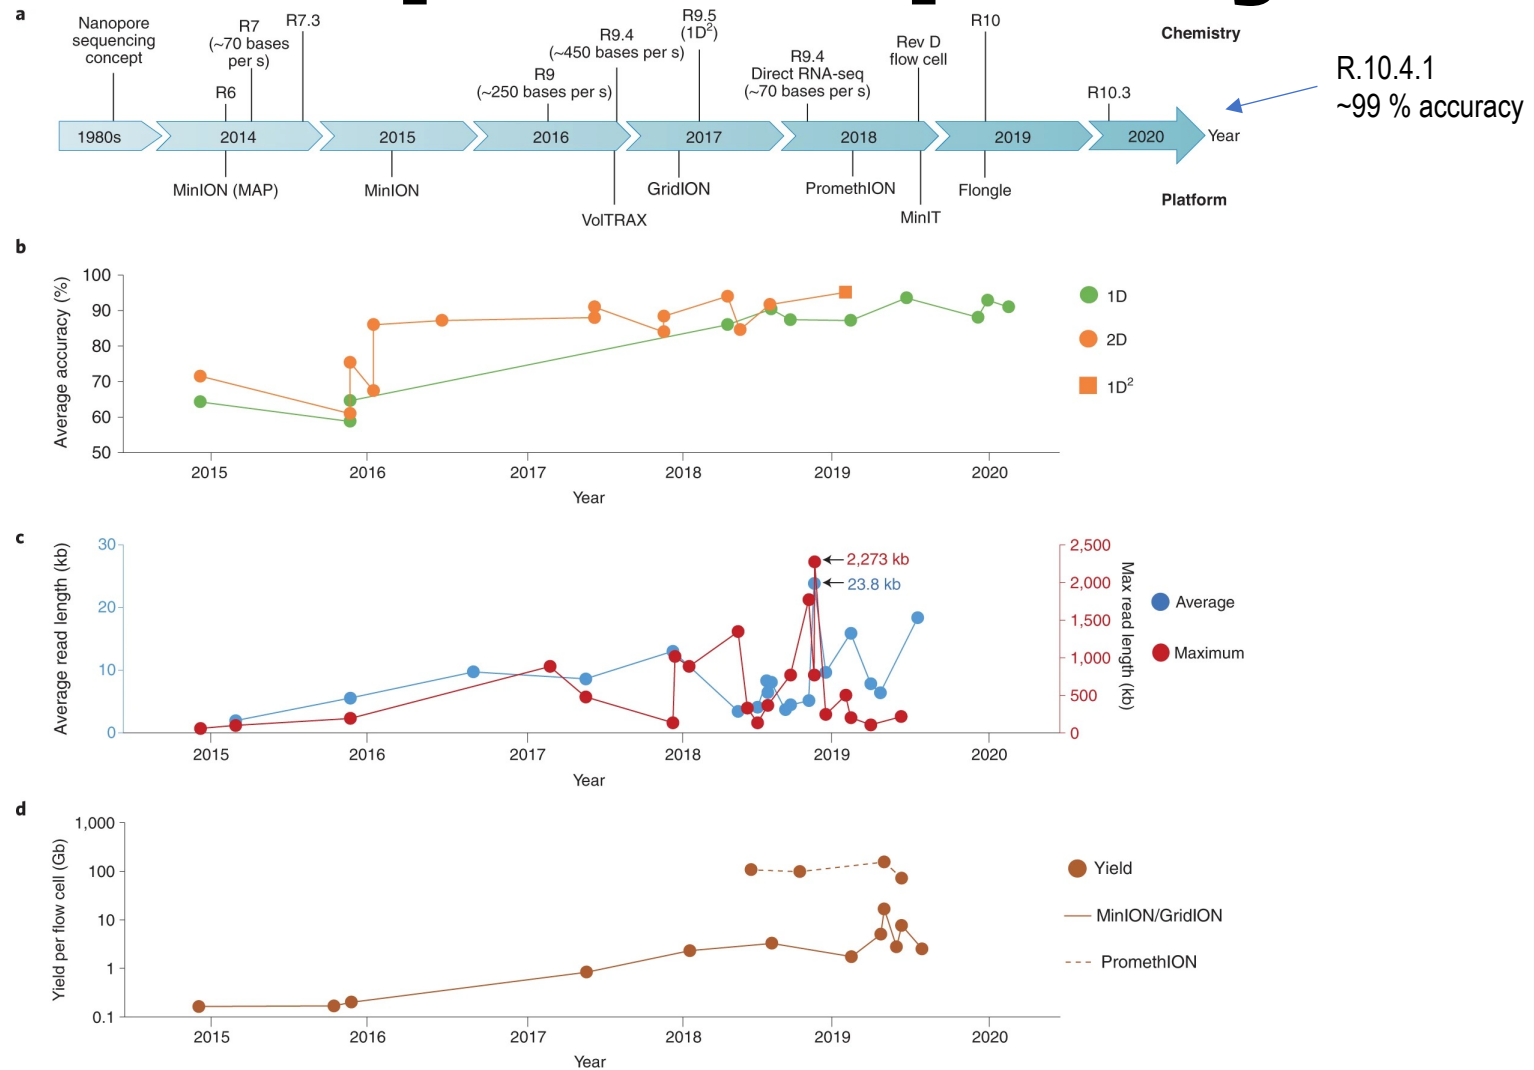 a
Nanopore
sequencing
concept
R7
(~70 bases
per s)
R6
R7.3
R9
(~250 bases per s)
R9.4
(~450 bases per s)
R9.5
(1D²)
R9.4
Direct RNA-seq
(~70 bases per s)
Rev D
flow cell
R10
R10.3
Chemistry
R.10.4.1
~99 % accuracy
1980s
2014
2015
2016
2017
2018
2019
2020
Year
MinION (MAP)
MinION
VolTRAX
GridION
PromethION
MinIT
Flongle
Platform
b
Average accuracy (%)
100
90
80
70
60
50
2015
2016
2017
2018
2019
2020
Year
1D
2D
1D²
c
Average read length (kb)
30
20
10
0
2,273 kb
23.8 kb
2,500
2,000
1,500
1,000
500
0
Max read length (kb)
2015
2016
2017
2018
2019
2020
Year
Average
Maximum
d
Yield per flow cell (Gb)
1,000
100
10
1
0.1
2015
2016
2017
2018
2019
2020
Year
Yield
MinION/GridION
PromethION